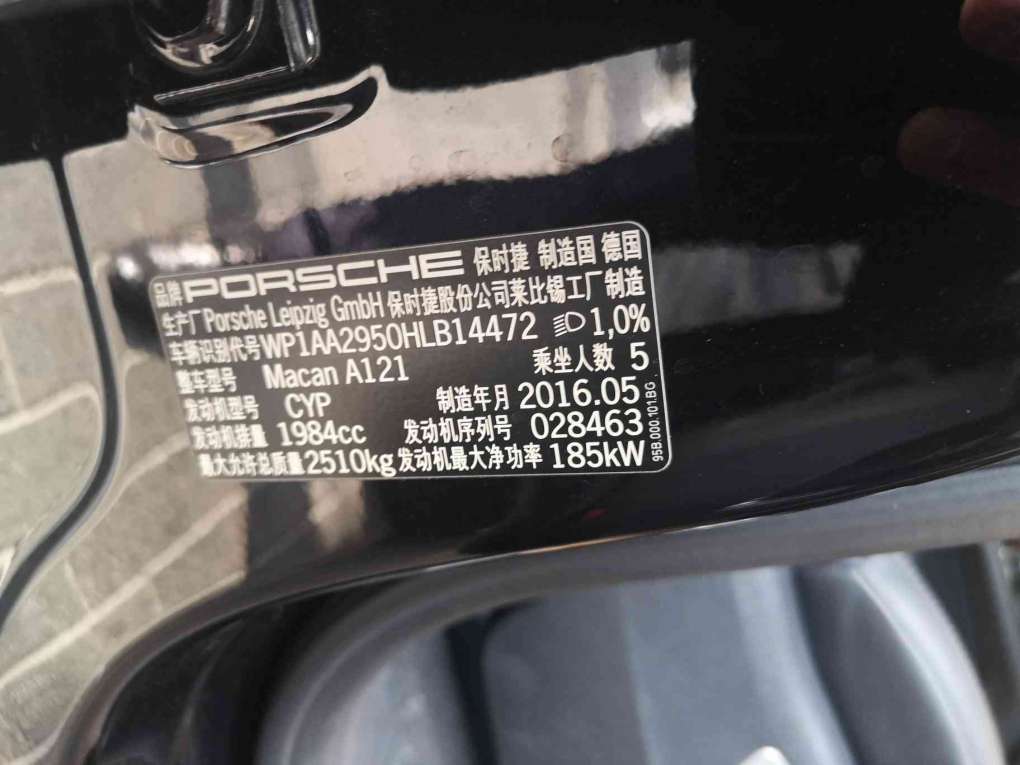 品牌 PORSCHE 保时捷 制造国 德国
生产厂 Porsche Leipzig GmbH 保时捷股份公司莱比锡工厂 制造
车辆识别代号 WP1AA2950HLB14472 1,0%
整车型号 Macan A121 乘坐人数 5
发动机型号 CYP 制造年月 2016.05
发动机排量 1984cc 发动机序列号 028463
最大允许总质量 2510kg 发动机最大净功率 185kW
95B.000.101.BG